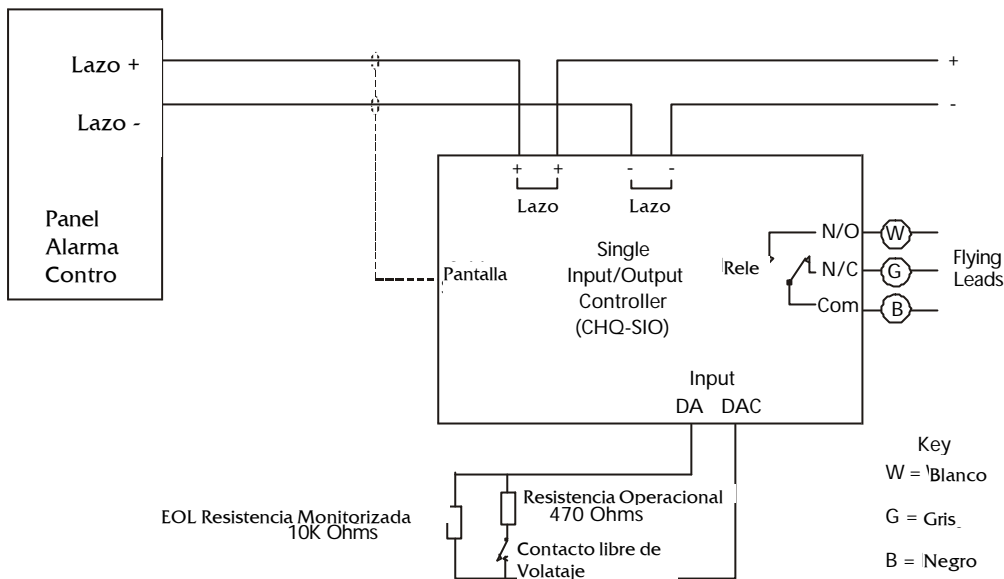 Lazo +
Lazo -
Panel
Alarma
Contro
+
-
+ +
- -
Lazo
Lazo
Pantalla
Single
Input/Output
Controller
(CHQ-SIO)
Rele
N/O
N/C
Com
W
G
B
Flying
Leads
Input
DA DAC
EOL Resistencia Monitorizada
10K Ohms
Resistencia Operacional
470 Ohms
Contacto libre de
Volataje
Key
W = Blanco
G = Gris
B = Negro